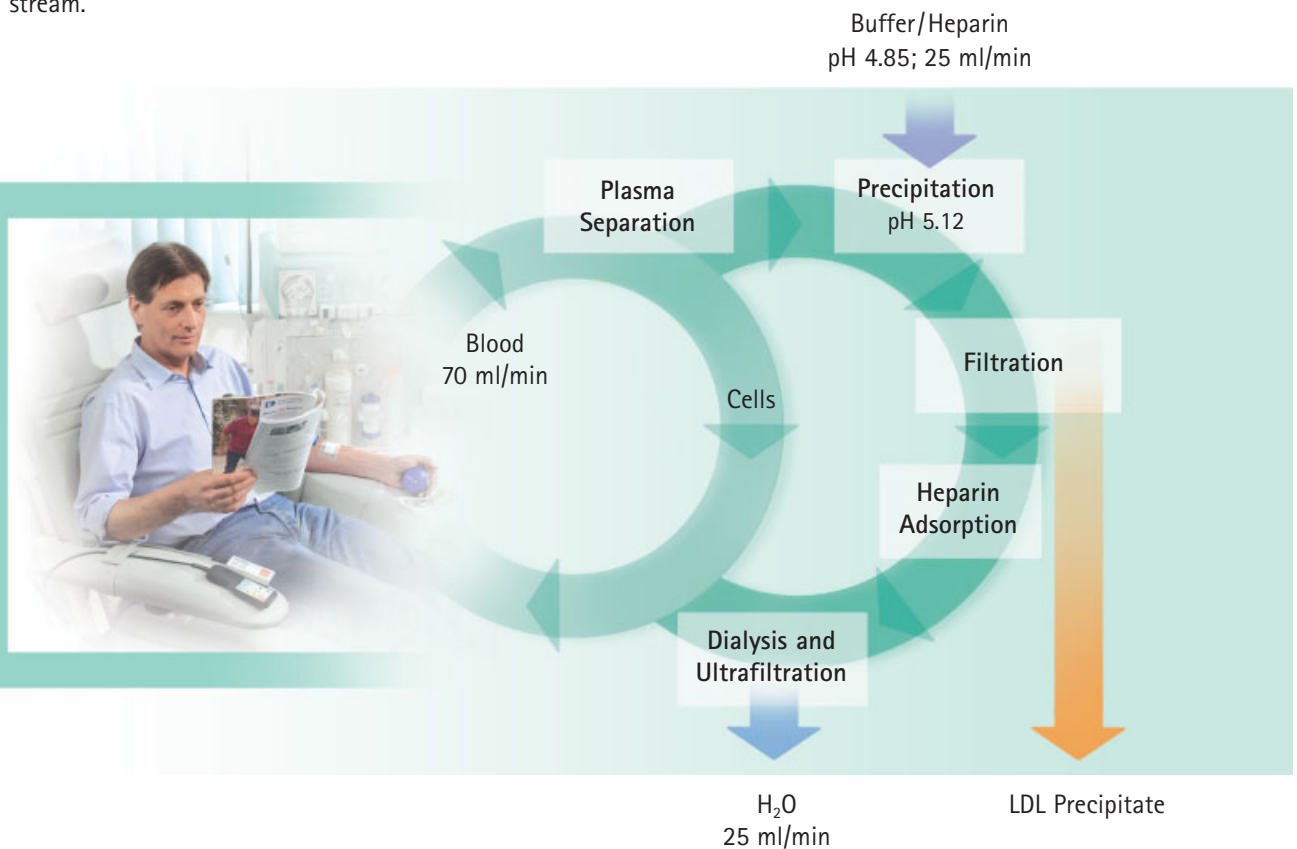 stream.
Buffer/Heparin
pH 4.85; 25 ml/min
Plasma
Separation
Precipitation
pH 5.12
Blood
70 ml/min
Filtration
Cells
Heparin
Adsorption
Dialysis and
Ultrafiltration
H₂O
25 ml/min
LDL Precipitate